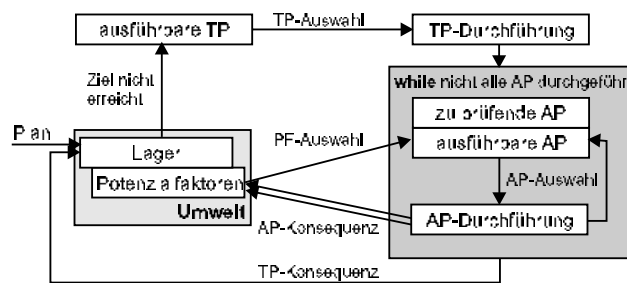 ausführbare TP
TP-Auswahl
TP-Durchführung
Ziel nicht
erreicht
while nicht alle AP durchgeführ
zu prüfende AP
Plan
PF-Auswahl
ausführbare AP
Lager
AP-Auswahl
Potenzialfaktoren
Umwelt
AP-Durchführung
AP-Konsequenz
TP-Konsequenz